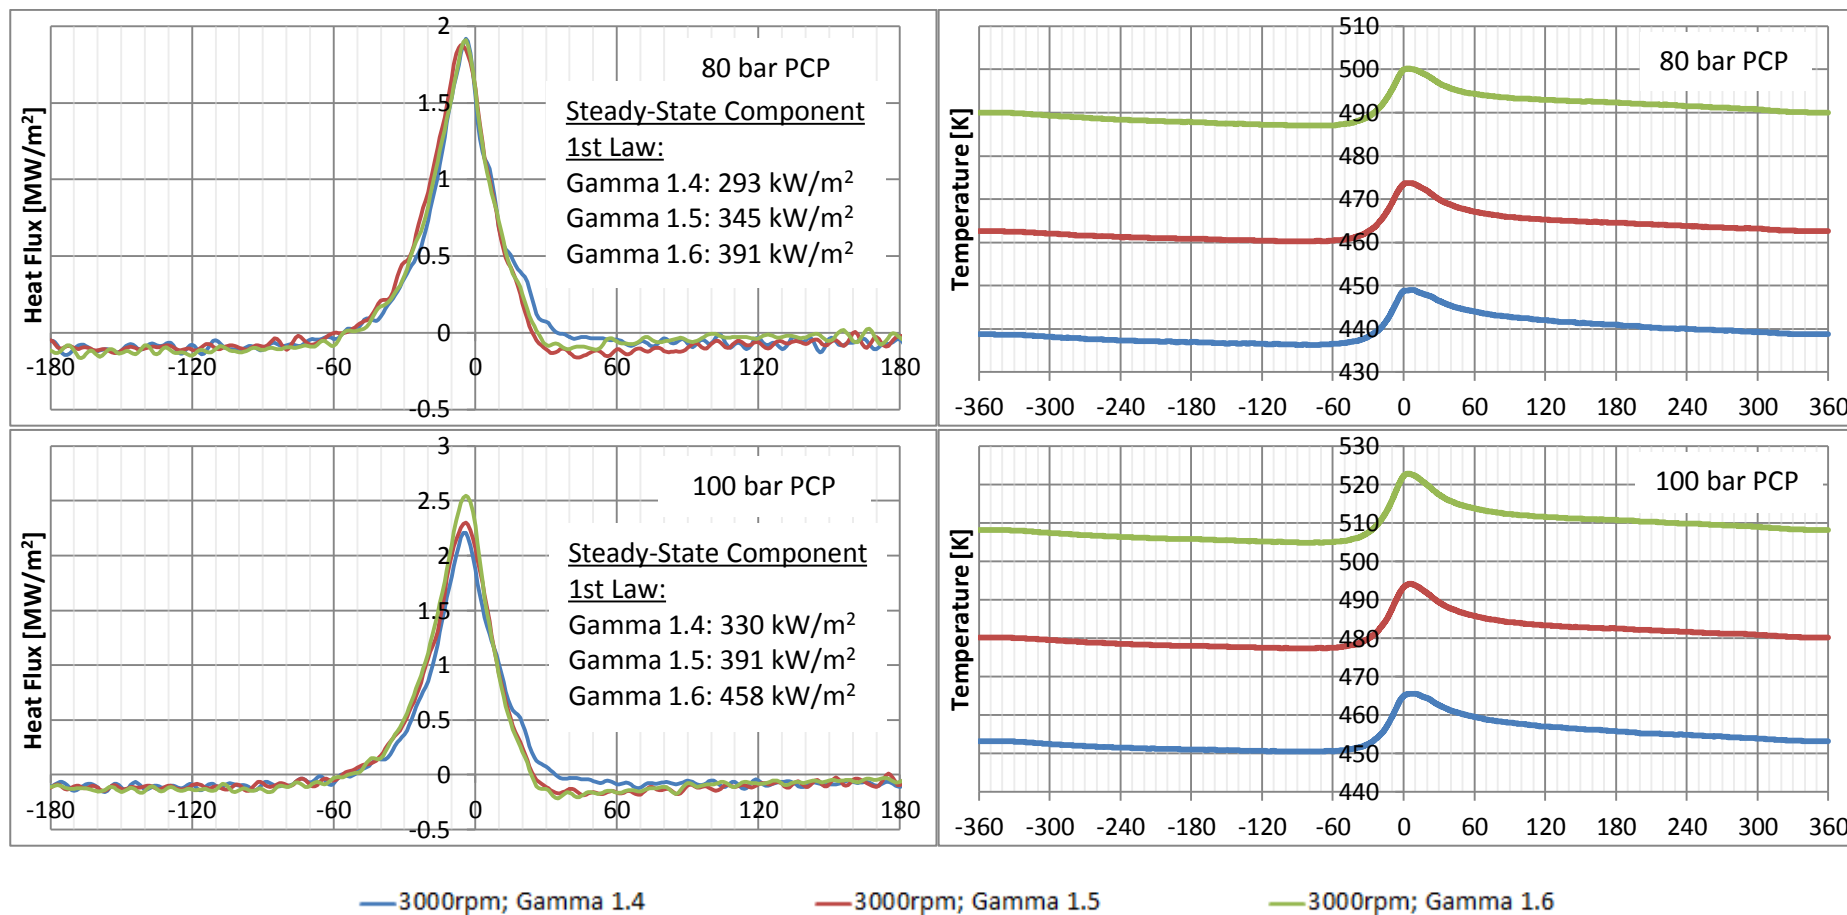 Heat Flux [MW/m²]
2
1.5
1
0.5
0
-0.5
-180 -120 -60 0 60 120 180
80 bar PCP
Steady-State Component
1st Law:
Gamma 1.4: 293 kW/m²
Gamma 1.5: 345 kW/m²
Gamma 1.6: 391 kW/m²
Temperature [K]
510
500
490
480
470
460
450
440
430
-360 -300 -240 -180 -120 -60 0 60 120 180 240 300 360
80 bar PCP
Heat Flux [MW/m²]
3
2.5
2
1.5
1
0.5
0
-0.5
-180 -120 -60 0 60 120 180
100 bar PCP
Steady-State Component
1st Law:
Gamma 1.4: 330 kW/m²
Gamma 1.5: 391 kW/m²
Gamma 1.6: 458 kW/m²
Temperature [K]
530
520
510
500
490
480
470
460
450
440
-360 -300 -240 -180 -120 -60 0 60 120 180 240 300 360
100 bar PCP
3000rpm; Gamma 1.4 3000rpm; Gamma 1.5 3000rpm; Gamma 1.6